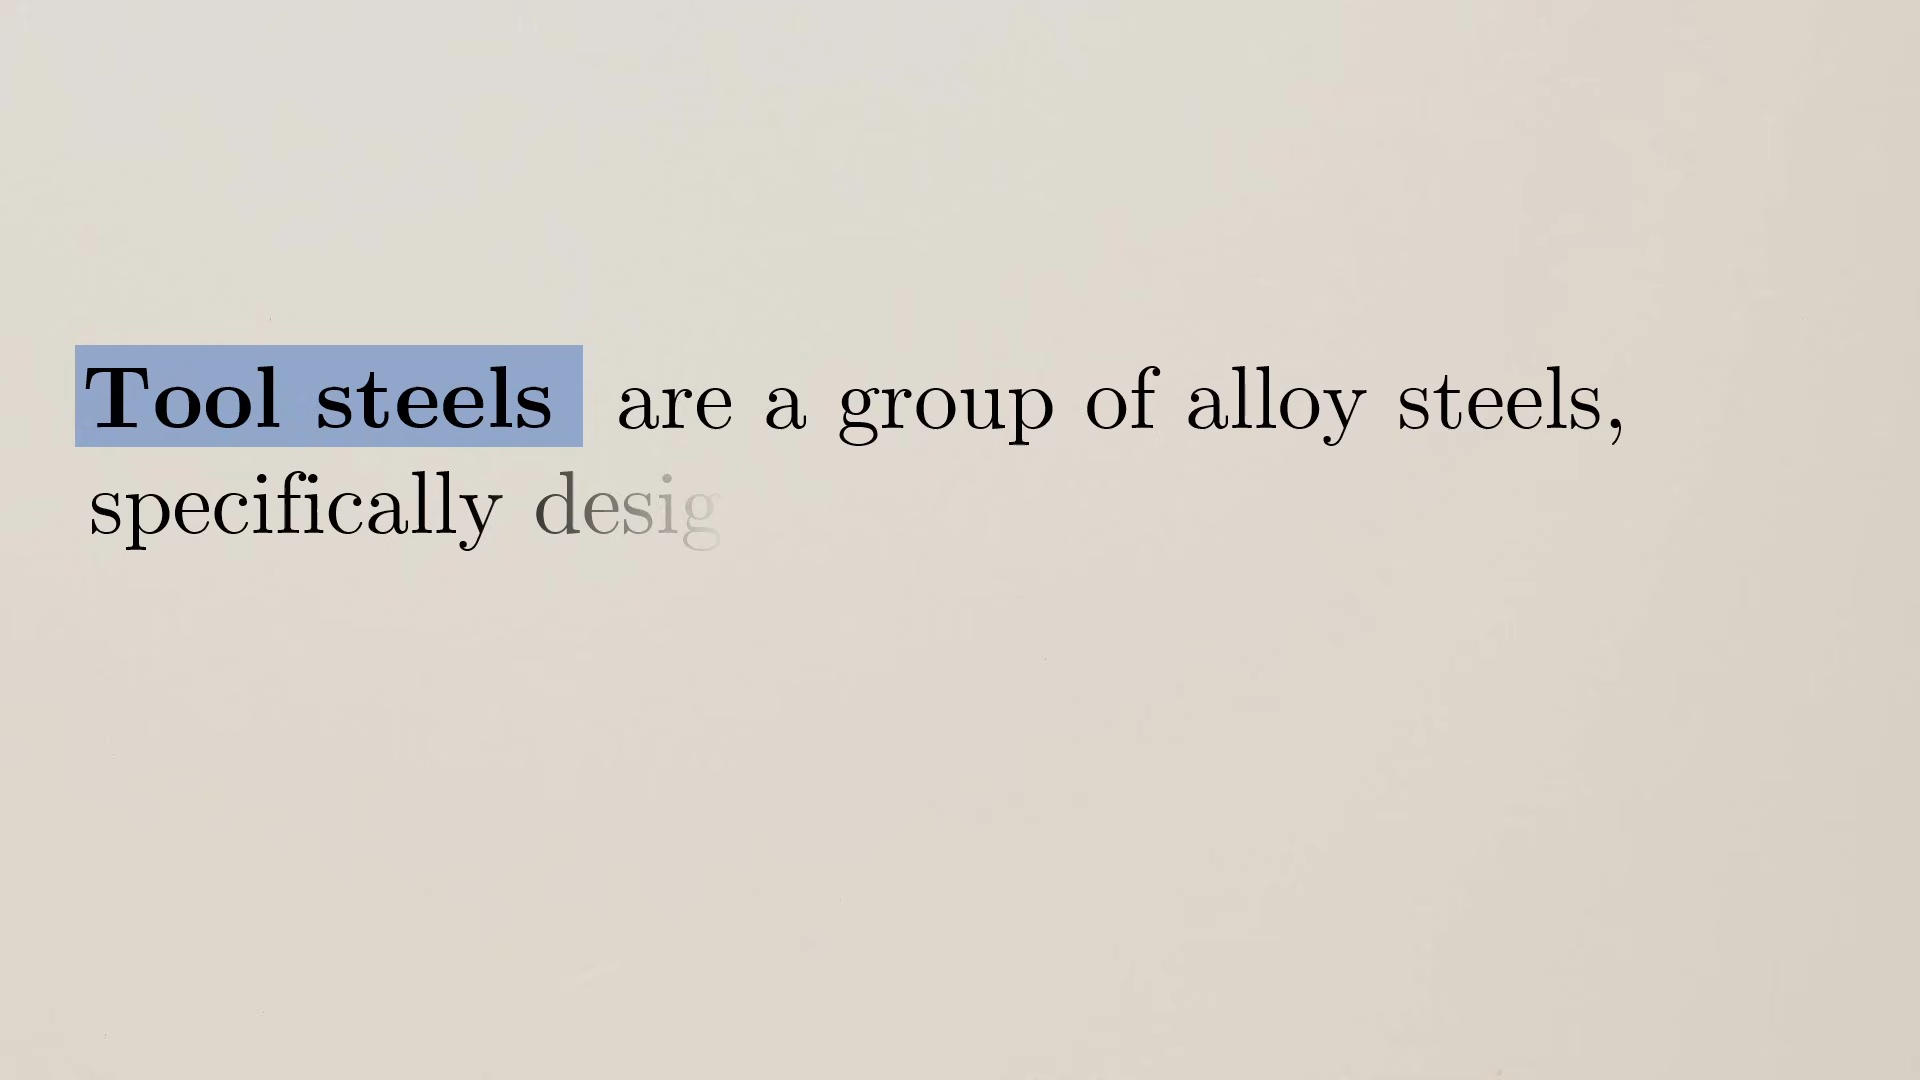 Tool steels are a group of alloy steels,
specifically desig